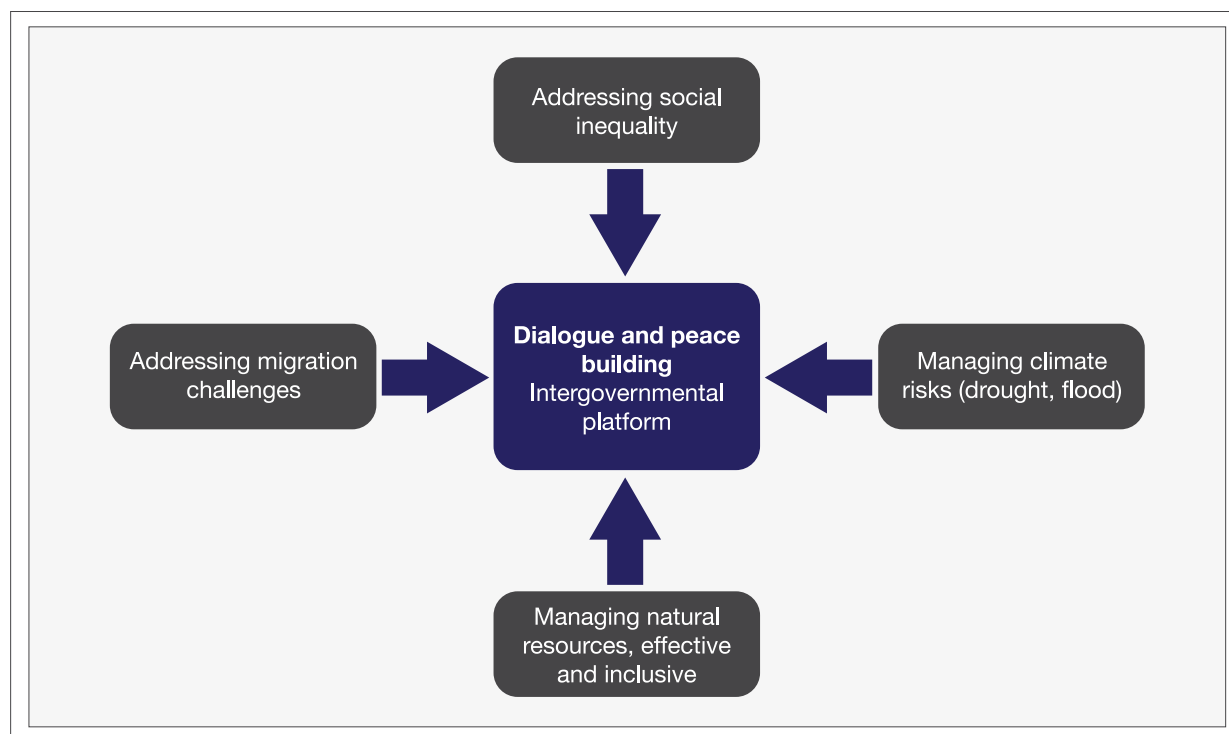 Addressing social
inequality
Addressing migration
challenges
Dialogue and peace
building
Intergovernmental
platform
Managing climate
risks (drought, flood)
Managing natural
resources, effective
and inclusive